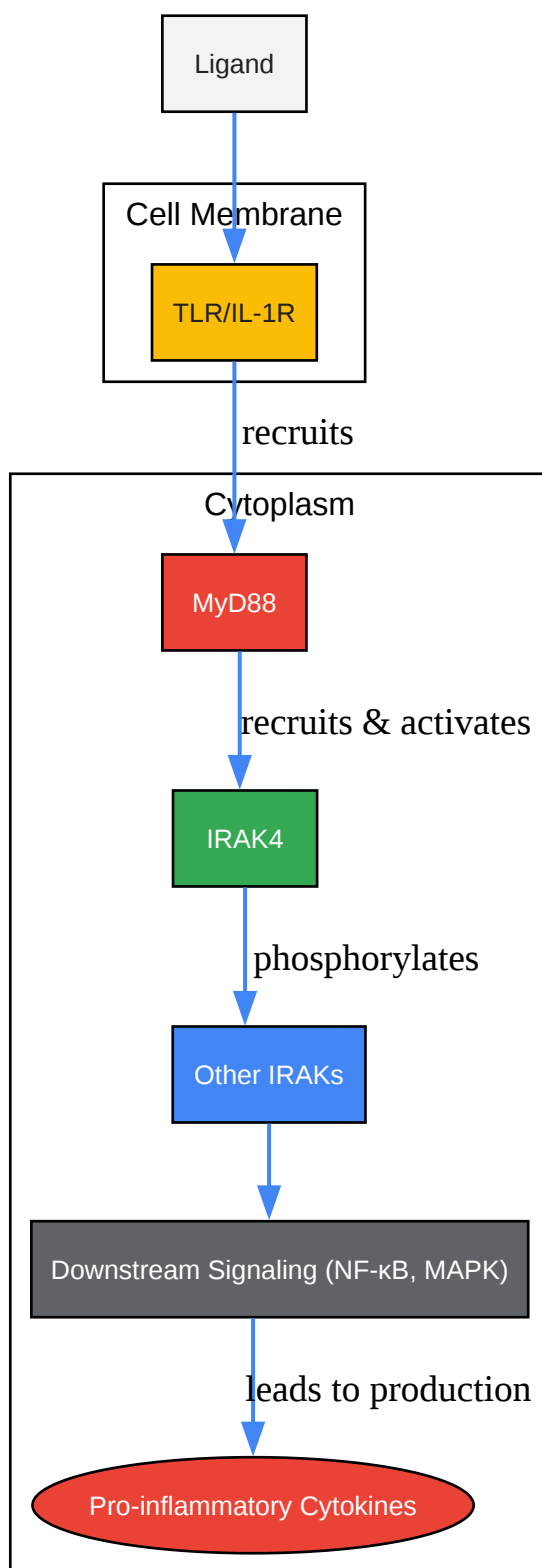 Ligand
Cell Membrane
TLR/IL-1R
recruits
Cytoplasm
MyD88
recruits & activates
IRAK4
phosphorylates
Other IRAKs
Downstream Signaling (NF-κB, MAPK)
leads to production
Pro-inflammatory Cytokines